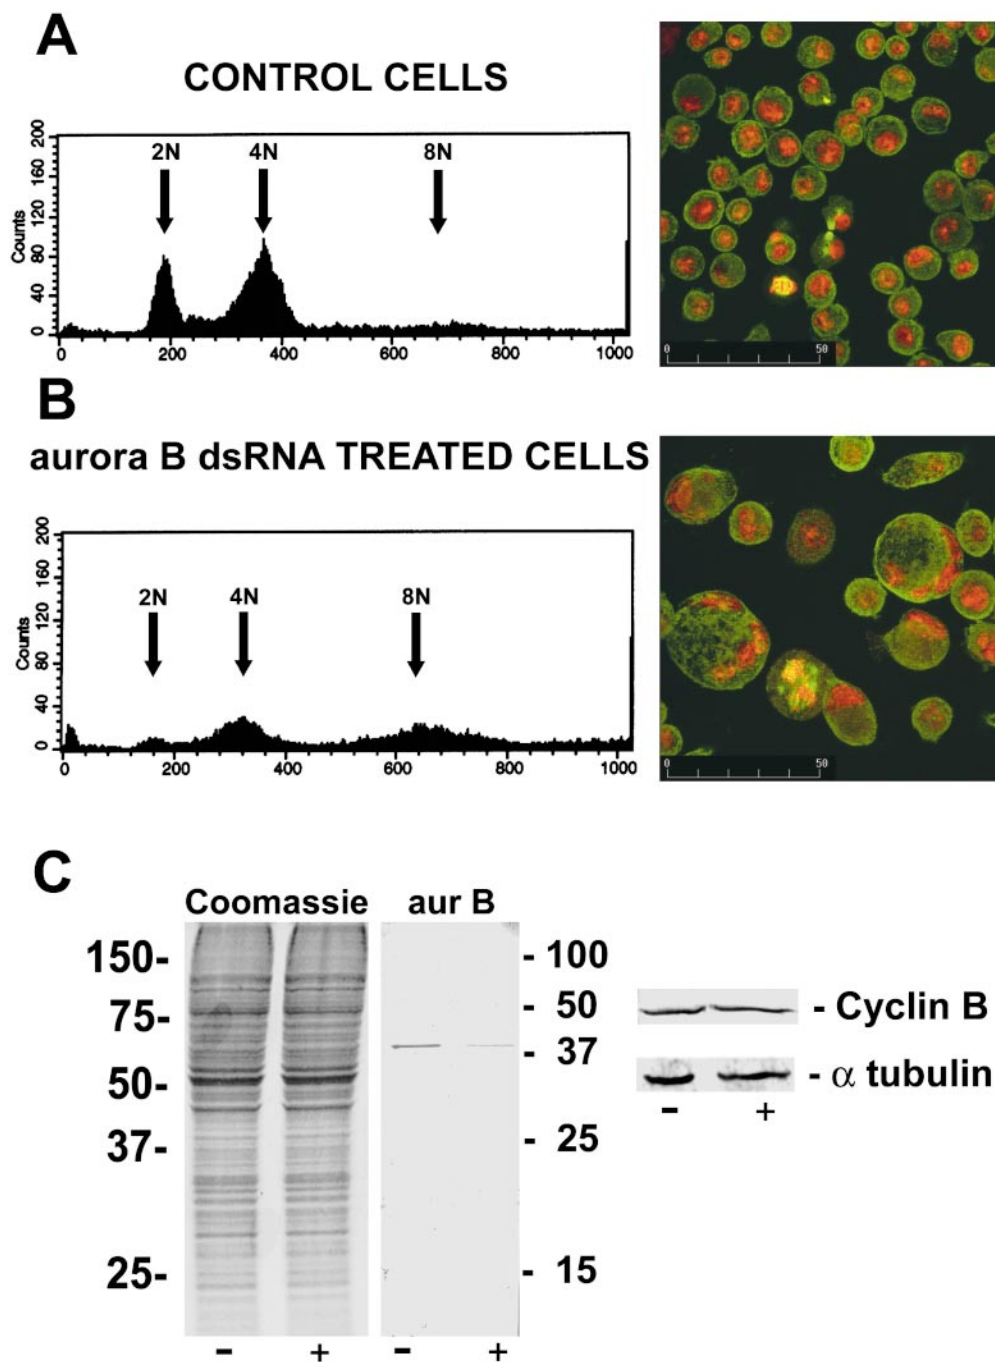 A
CONTROL CELLS
200
160
120
80
40
0
Counts
2N 4N 8N
0 200 400 600 800 1000
0 50
B
aurora B dsRNA TREATED CELLS
200
160
120
80
40
0
Counts
2N 4N 8N
0 200 400 600 800 1000
0 50
C
Coomassie aur B
150-
75-
50-
37-
25-
- 100
- 50
- 37
- 25
- 15
- +
- +
- Cyclin B
- α tubulin
- +